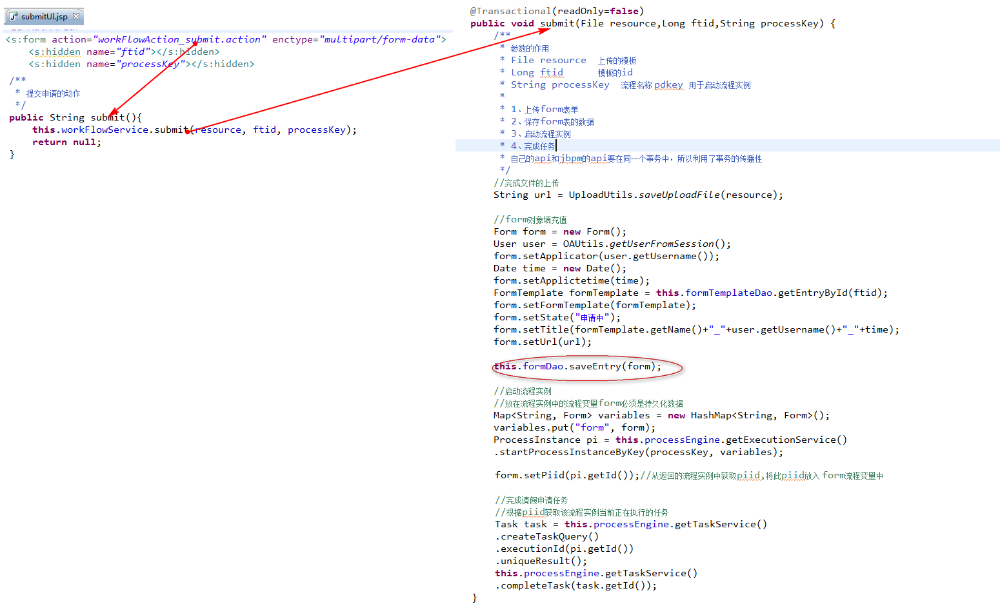 submitUI.jsp
<s:form action="workFlowAction_submit.action" enctype="multipart/form-data">
<s:hidden name="ftid"></s:hidden>
<s:hidden name="processKey"></s:hidden>
/**
* 提交申请的动作
*/
public String submit(){
this.workFlowService.submit(resource, ftid, processKey);
return null;
}
@Transactional(readOnly=false)
public void submit(File resource,Long ftid,String processKey) {
/**
* 参数的作用
* File resource 上传的模板
* Long ftid 模板的id
* String processKey 流程名称 pdkey 用于启动流程实例
*
* 1、上传form表单
* 2、保存form表的数据
* 3、启动流程实例
* 4、完成任务
* 自己的api和jbpm的api要在同一个事务中，所以利用了事务的传播性
*/
//完成文件的上传
String url = UploadUtils.saveUploadFile(resource);
//form对象填充值
Form form = new Form();
User user = OAUtils.getUserFromSession();
form.setApplicator(user.getUsername());
Date time = new Date();
form.setApplictetime(time);
FormTemplate formTemplate = this.formTemplateDao.getEntryById(ftid);
form.setFormTemplate(formTemplate);
form.setState("申请中");
form.setTitle(formTemplate.getName()+"_"+user.getUsername()+"_"+time);
form.setUrl(url);
this.formDao.saveEntry(form);
//启动流程实例
//放在流程实例中的流程变量form必须是持久化数据
Map<String, Form> variables = new HashMap<String, Form>();
variables.put("form", form);
ProcessInstance pi = this.processEngine.getExecutionService()
.startProcessInstanceByKey(processKey, variables);
form.setPiid(pi.getId());//从返回的流程实例中获取piid,将此piid放入 form流程变量中
//完成请假申请任务
//根据piid获取该流程实例当前正在执行的任务
Task task = this.processEngine.getTaskService()
.createTaskQuery()
.executionId(pi.getId())
.uniqueResult();
this.processEngine.getTaskService()
.completeTask(task.getId());
}